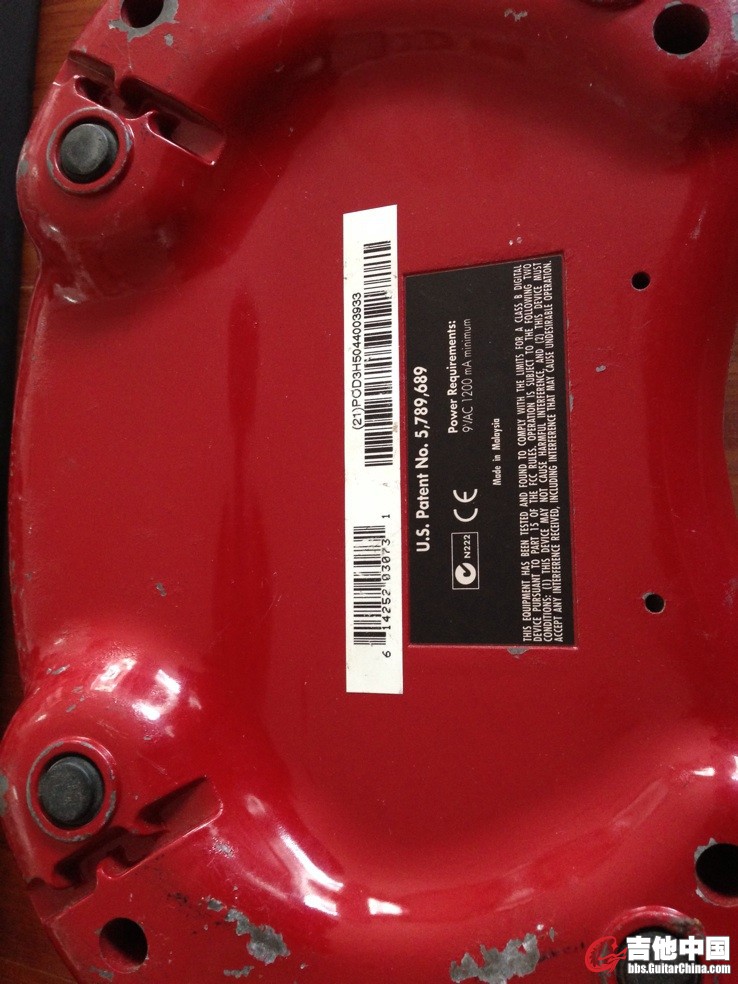 (21)POD3H5044003933
6 14252 03073 1
U.S. Patent No. 5,789,689
Power Requirements:
9VAC 1200 mA minimum
Made in Malaysia
N222 CE
THIS EQUIPMENT HAS BEEN TESTED AND FOUND TO COMPLY WITH THE LIMITS FOR A CLASS B DIGITAL
DEVICE PURSUANT TO PART 15 OF THE FCC RULES. OPERATION IS SUBJECT TO THE FOLLOWING TWO
CONDITIONS: (1) THIS DEVICE MAY NOT CAUSE HARMFUL INTERFERENCE, AND (2) THIS DEVICE MUST
ACCEPT ANY INTERFERENCE RECEIVED, INCLUDING INTERFERENCE THAT MAY CAUSE UNDESIRABLE OPERATION.
吉他中国
bbs.GuitarChina.com